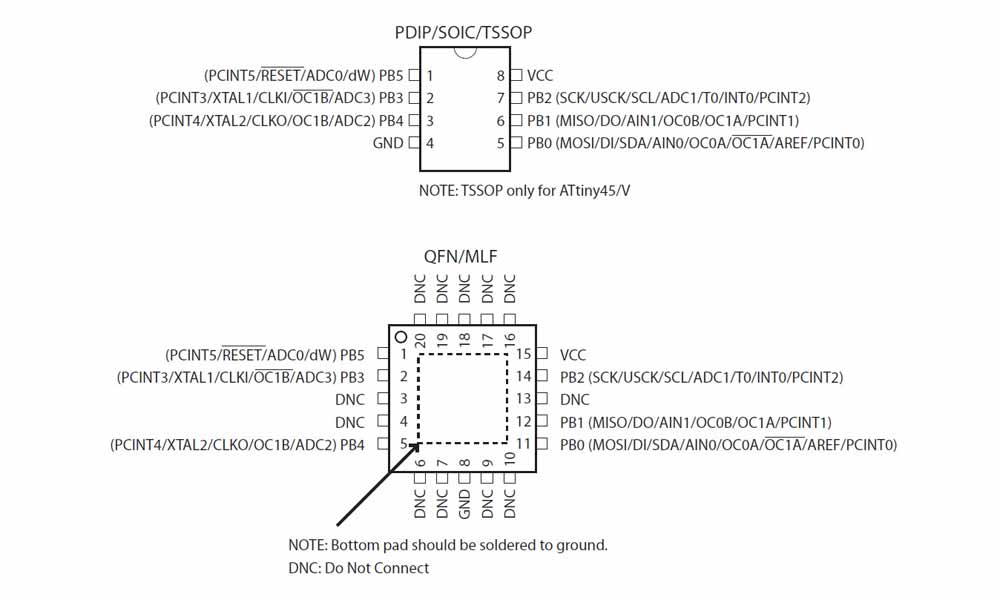 PDIP/SOIC/TSSOP
(PCINT5/RESET/ADC0/dW) PB5 1 8 VCC
(PCINT3/XTAL1/CLKI/OC1B/ADC3) PB3 2 7 PB2 (SCK/USCK/SCL/ADC1/T0/INT0/PCINT2)
(PCINT4/XTAL2/CLKO/OC1B/ADC2) PB4 3 6 PB1 (MISO/DO/AIN1/OC0B/OC1A/PCINT1)
GND 4 5 PB0 (MOSI/DI/SDA/AIN0/OC0A/OC1A/AREF/PCINT0)
NOTE: TSSOP only for ATtiny45/V
QFN/MLF
DNC DNC DNC DNC DNC
20 19 18 17 16
(PCINT5/RESET/ADC0/dW) PB5 1 15 VCC
(PCINT3/XTAL1/CLKI/OC1B/ADC3) PB3 2 14 PB2 (SCK/USCK/SCL/ADC1/T0/INT0/PCINT2)
DNC 3 13 DNC
DNC 4 12 PB1 (MISO/DO/AIN1/OC0B/OC1A/PCINT1)
(PCINT4/XTAL2/CLKO/OC1B/ADC2) PB4 5 11 PB0 (MOSI/DI/SDA/AIN0/OC0A/OC1A/AREF/PCINT0)
6 7 8 9 10
DNC DNC GND DNC DNC
NOTE: Bottom pad should be soldered to ground.
DNC: Do Not Connect